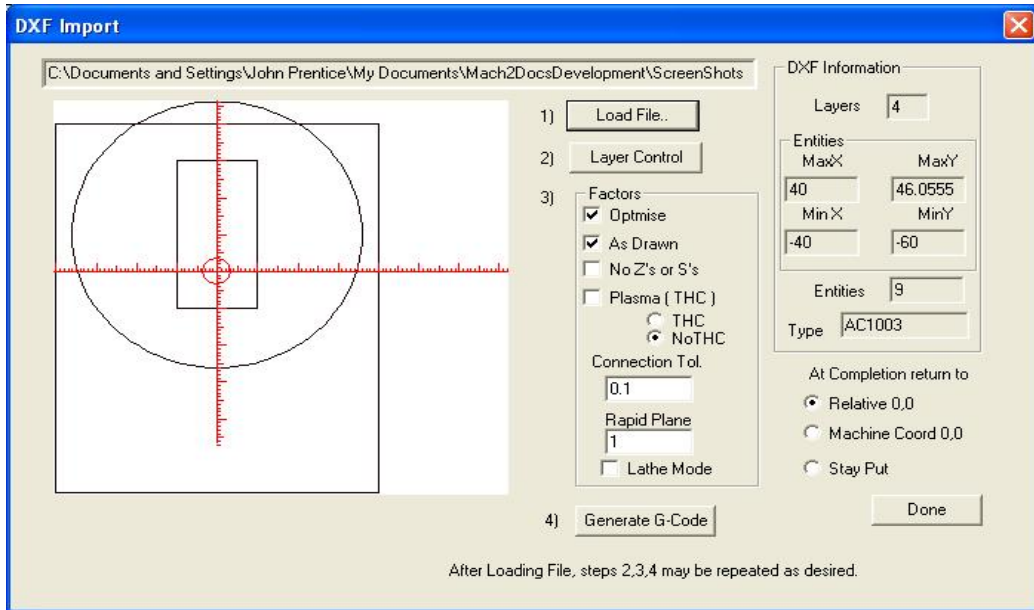 DXF Import
C:\Documents and Settings\John Prentice\My Documents\Mach2DocsDevelopment\ScreenShots
1) Load File..
2) Layer Control
3) Factors
Optmise
As Drawn
No Z's or S's
Plasma ( THC )
THC
NoTHC
Connection Tol.
0.1
Rapid Plane
1
Lathe Mode
4) Generate G-Code
DXF Information
Layers 4
Entities
MaxX MaxY
40 46.0555
Min X MinY
-40 -60
Entities 9
Type AC1003
At Completion return to
Relative 0,0
Machine Coord 0,0
Stay Put
Done
After Loading File, steps 2,3,4 may be repeated as desired.